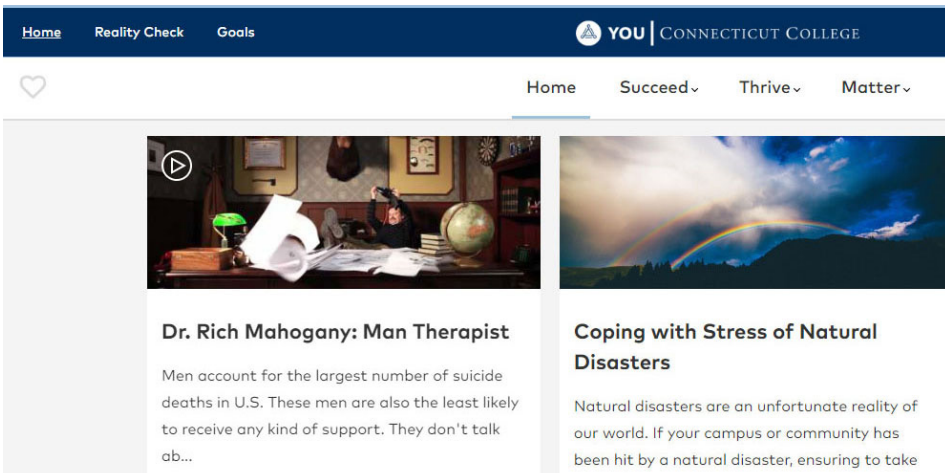 Home Reality Check Goals
YOU CONNECTICUT COLLEGE
Home Succeed Thrive Matter
Dr. Rich Mahogany: Man Therapist
Men account for the largest number of suicide
deaths in U.S. These men are also the least likely
to receive any kind of support. They don't talk
ab...
Coping with Stress of Natural
Disasters
Natural disasters are an unfortunate reality of
our world. If your campus or community has
been hit by a natural disaster, ensuring to take